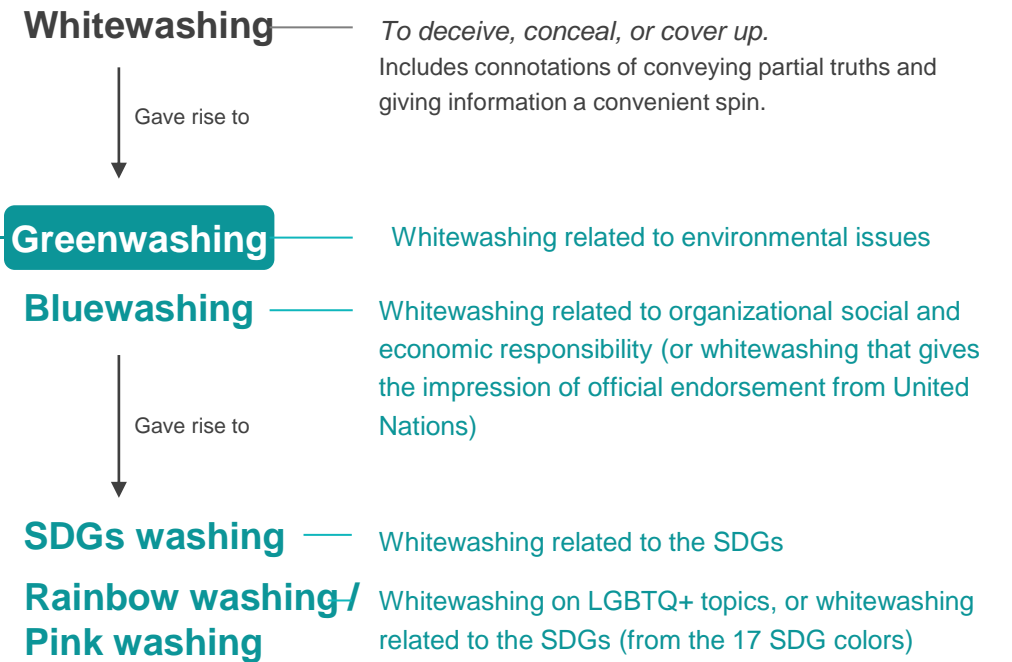 Whitewashing
To deceive, conceal, or cover up.
Includes connotations of conveying partial truths and
giving information a convenient spin.
Gave rise to
Greenwashing
Whitewashing related to environmental issues
Bluewashing
Whitewashing related to organizational social and
economic responsibility (or whitewashing that gives
the impression of official endorsement from United
Nations)
Gave rise to
SDGs washing
Whitewashing related to the SDGs
Rainbow washing /
Pink washing
Whitewashing on LGBTQ+ topics, or whitewashing
related to the SDGs (from the 17 SDG colors)